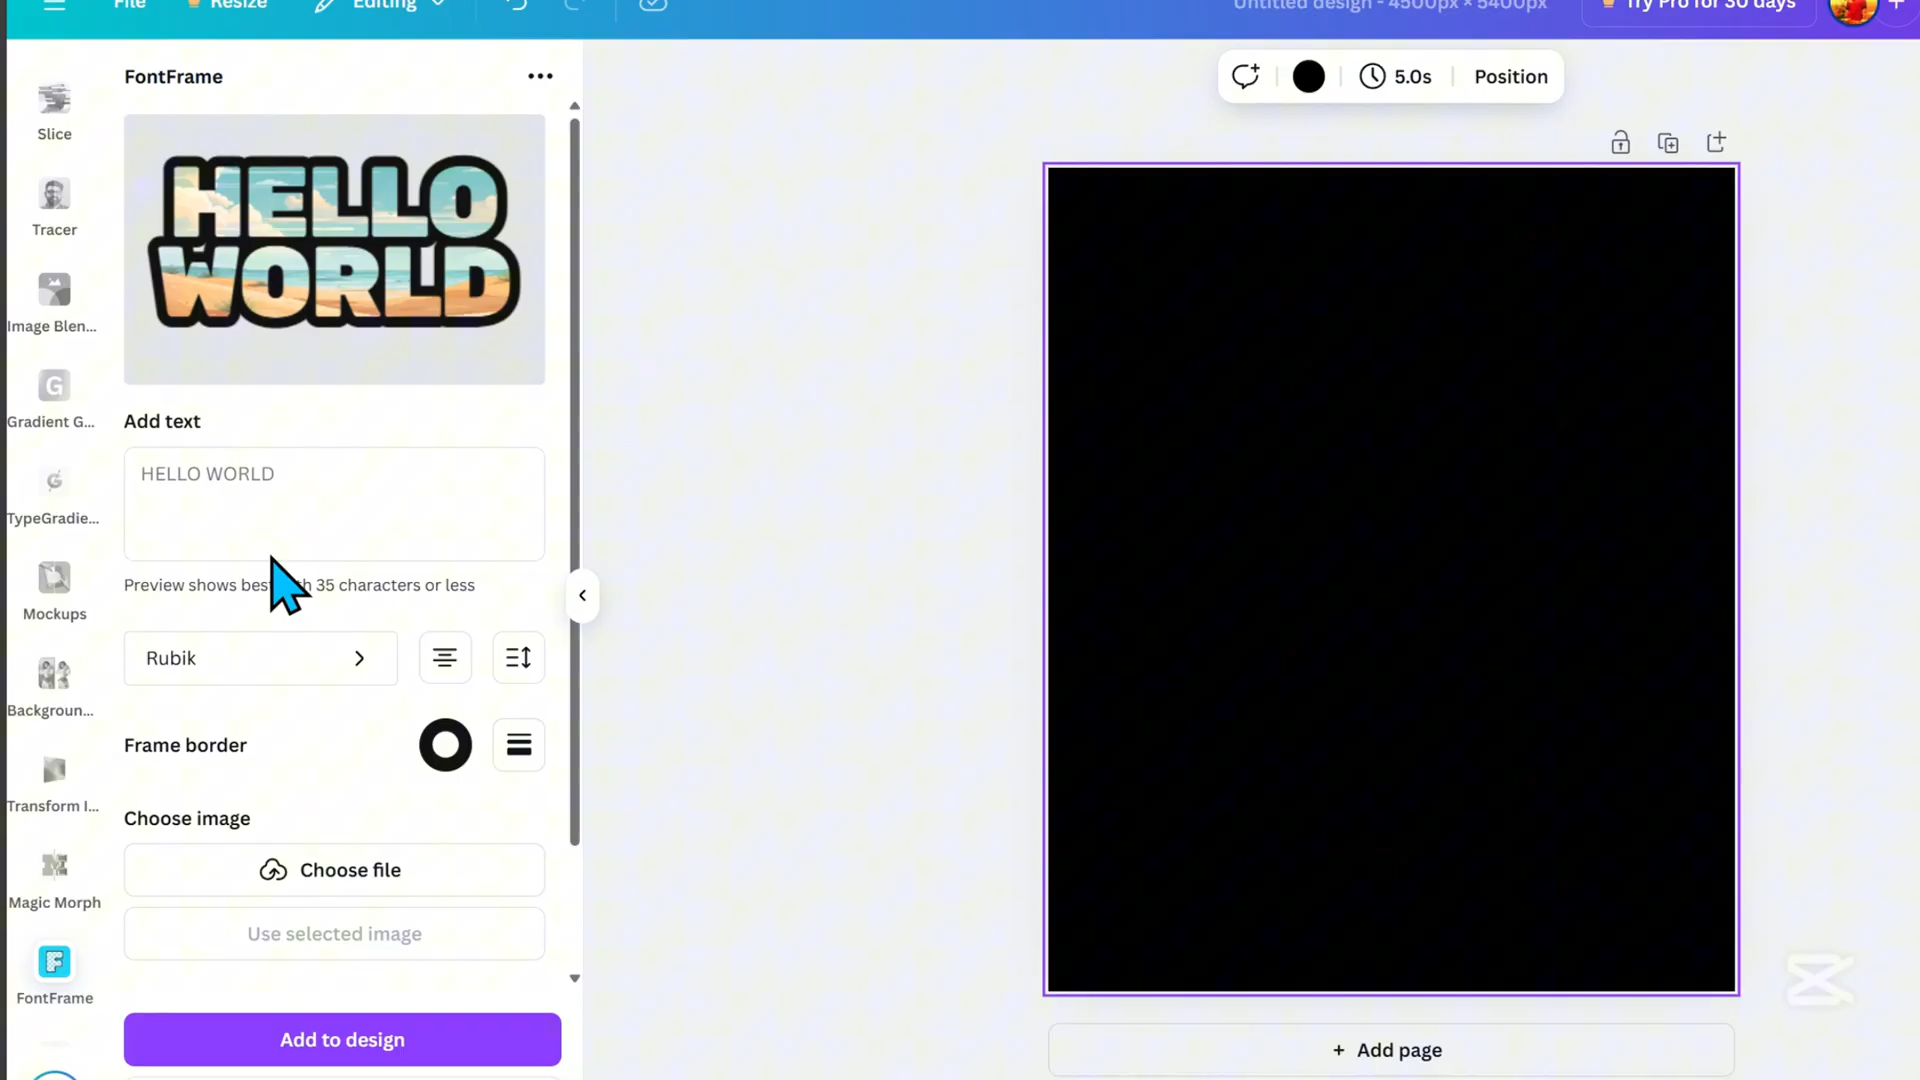 File
Resize
Editing
Untitled design - 4500px × 5400px
Try Pro for 30 days
FontFrame
5.0s
Position
Slice
Tracer
Image Blen...
Gradient G...
TypeGradie...
Mockups
Backgroun...
Transform I...
Magic Morph
FontFrame
HELLO
WORLD
Add text
HELLO WORLD
Preview shows best 35 characters or less
Rubik
Frame border
Choose image
Choose file
Use selected image
Add to design
+ Add page